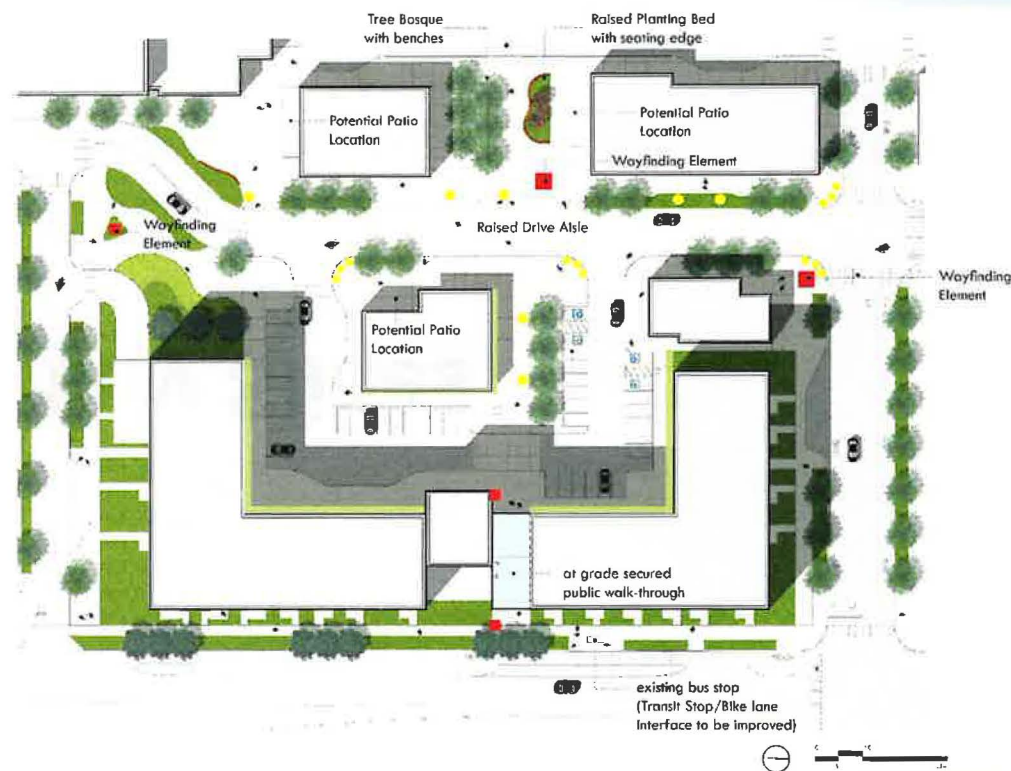 Tree Bosque
with benches
Raised Planting Bed
with seating edge
Potential Patio
Location
Potential Patio
Location
Wayfinding Element
Wayfinding
Element
Raised Drive Aisle
Wayfinding
Element
Potential Patio
Location
at grade secured
public walk-through
existing bus stop
(Transit Stop/Bike lane
Interface to be improved)